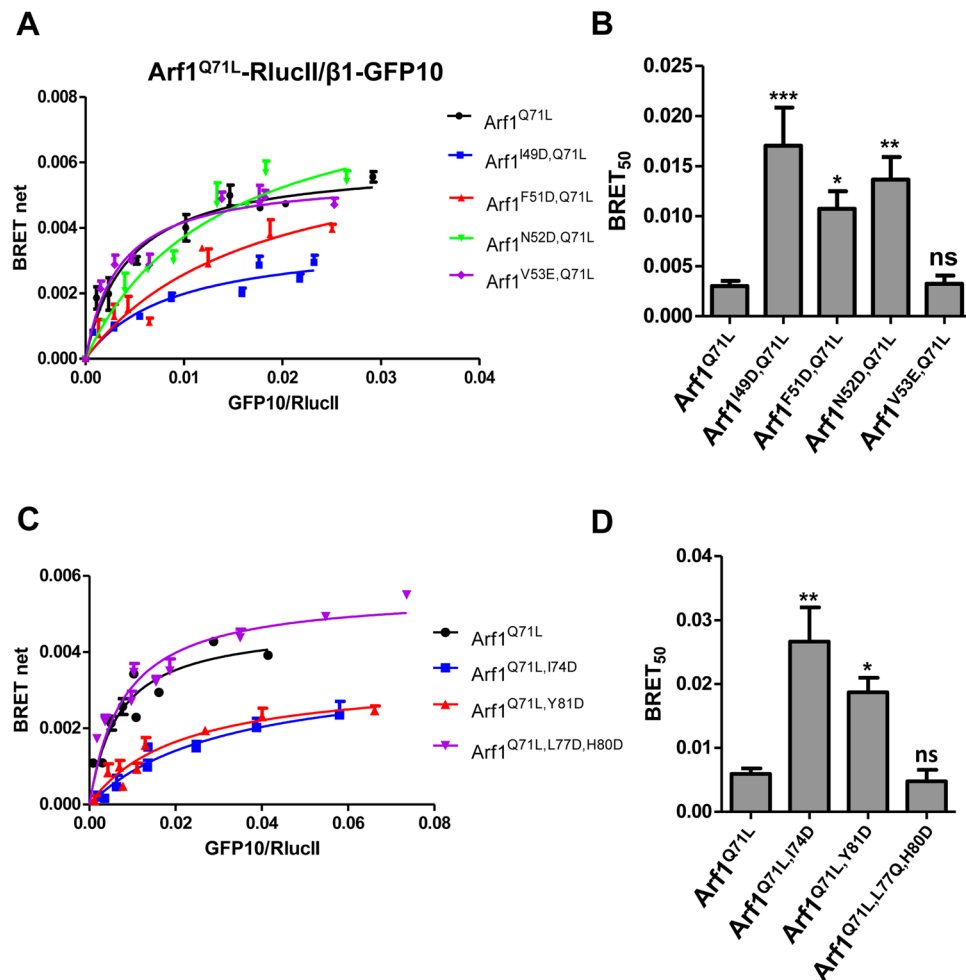 A
Arf1Q71L-RlucII/β1-GFP10
0.008
0.006
0.004
0.002
0.000
BRET net
0.00 0.01 0.02 0.03 0.04
GFP10/RlucII
Arf1Q71L
Arf1I49D,Q71L
Arf1F51D,Q71L
Arf1N52D,Q71L
Arf1V53E,Q71L
B
0.025
0.020
0.015
0.010
0.005
0.000
BRET50
*** * ** ns
Arf1Q71L
Arf1I49D,Q71L
Arf1F51D,Q71L
Arf1N52D,Q71L
Arf1V53E,Q71L
C
0.006
0.004
0.002
0.000
BRET net
0.00 0.02 0.04 0.06 0.08
GFP10/RlucII
Arf1Q71L
Arf1Q71L,I74D
Arf1Q71L,Y81D
Arf1Q71L,L77D,H80D
D
0.04
0.03
0.02
0.01
0.00
BRET50
** * ns
Arf1Q71L
Arf1Q71L,I74D
Arf1Q71L,Y81D
Arf1Q71L,L77Q,H80D